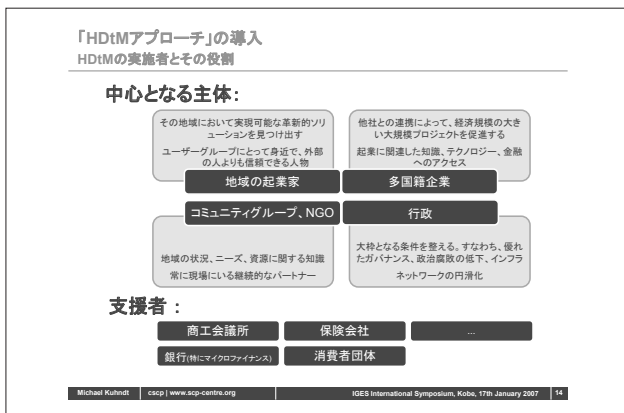 「HDtMアプローチ」の導入
HDtMの実施者とその役割
中心となる主体：
その地域において実現可能な革新的ソリ
ューションを見つけ出す
ユーザーグループにとって身近で、外部
の人よりも信頼できる人物
地域の起業家
他社との連携によって、経済規模の大き
い大規模プロジェクトを促進する
起業に関連した知識、テクノロジー、金融
へのアクセス
多国籍企業
コミュニティグループ、NGO
地域の状況、ニーズ、資源に関する知識
常に現場にいる継続的なパートナー
行政
大枠となる条件を整える。すなわち、優れ
たガバナンス、政治腐敗の低下、インフラ
ネットワークの円滑化
支援者：
商工会議所
保険会社
...
銀行(特にマイクロファイナンス)
消費者団体
Michael Kuhndt cscp | www.scp-centre.org IGES International Symposium, Kobe, 17th January 2007 14